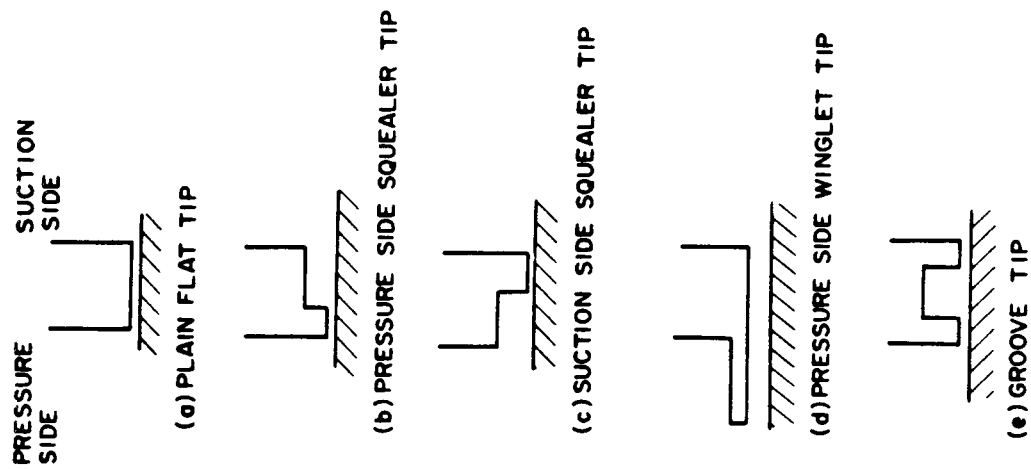 PRESSURE
SIDE
SUCTION
SIDE
(a) PLAIN FLAT TIP
(b) PRESSURE SIDE SQUEALER TIP
(c) SUCTION SIDE SQUEALER TIP
(d) PRESSURE SIDE WINGLET TIP
(e) GROOVE TIP